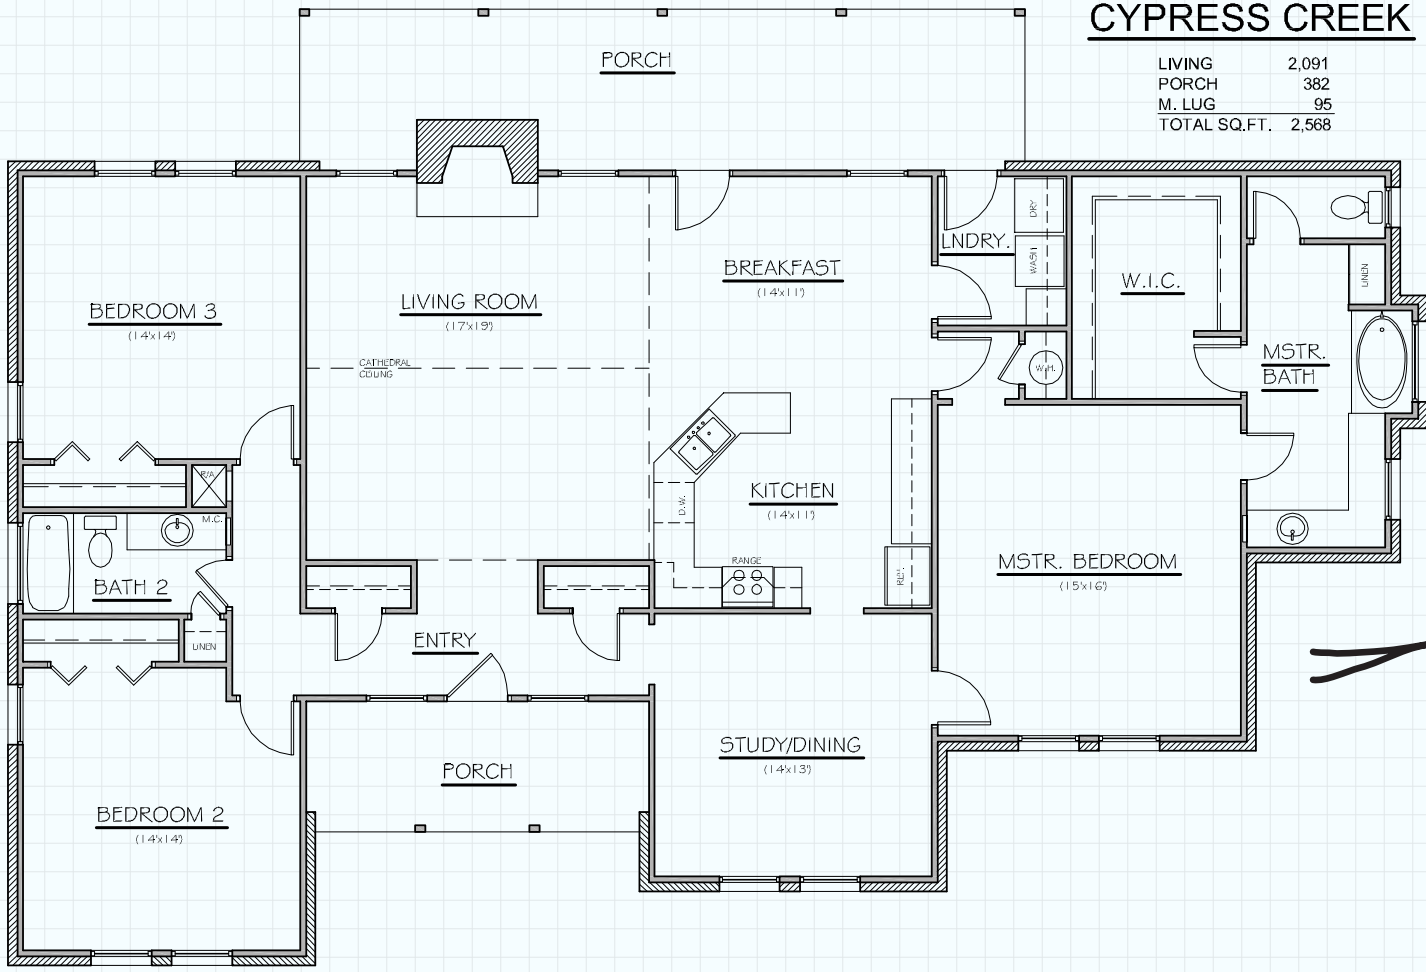 CYPRESS CREEK
LIVING 2,091
PORCH 382
M. LUG 95
TOTAL SQ.FT. 2,568
PORCH
DRY
LNDRY.
WASH
LINEN
BREAKFAST
(14'x11')
W.I.C.
BEDROOM 3
(14'x14')
LIVING ROOM
(17'x19')
CATHEDRAL
CEILING
MSTR.
BATH
W.H.
R/A
M.C.
D.W.
KITCHEN
(14'x11')
RANGE
REF.
BATH 2
MSTR. BEDROOM
(15'x16')
LINEN
ENTRY
STUDY/DINING
(14'x13')
PORCH
BEDROOM 2
(14'x14')